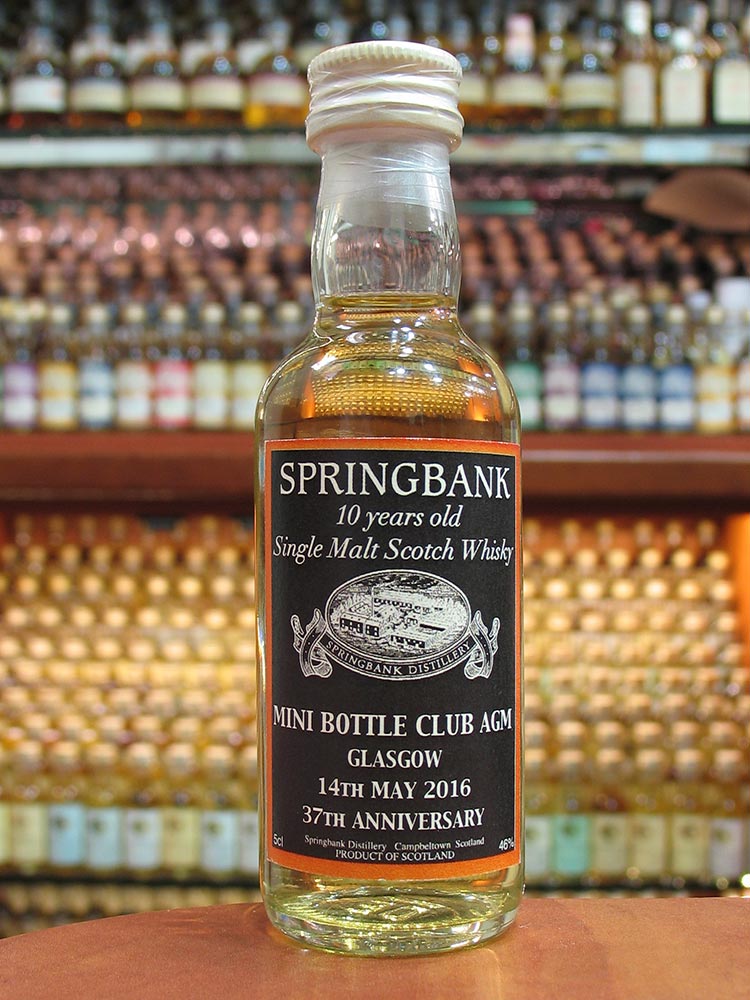 SPRINGBANK
10 years old
Single Malt Scotch Whisky
SPRINGBANK DISTILLERY
MINI BOTTLE CLUB AGM
GLASGOW
14TH MAY 2016
37TH ANNIVERSARY
5cl Springbank Distillery Campbeltown Scotland 46%
PRODUCT OF SCOTLAND